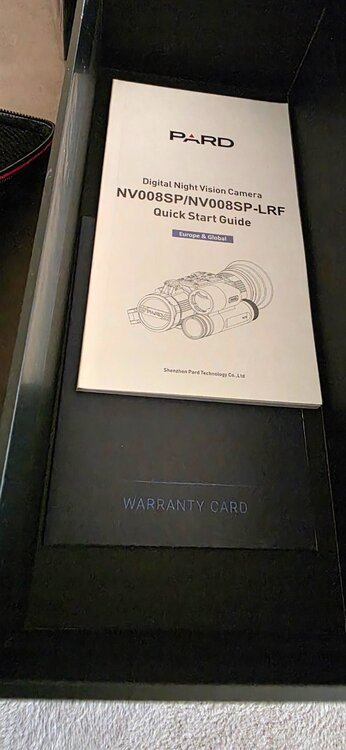 PARD
Digital Night Vision Camera
NV008SP/NV008SP-LRF
Quick Start Guide
Europe & Global
PARD
Shenzhen Pard Technology Co.,Ltd
WARRANTY CARD